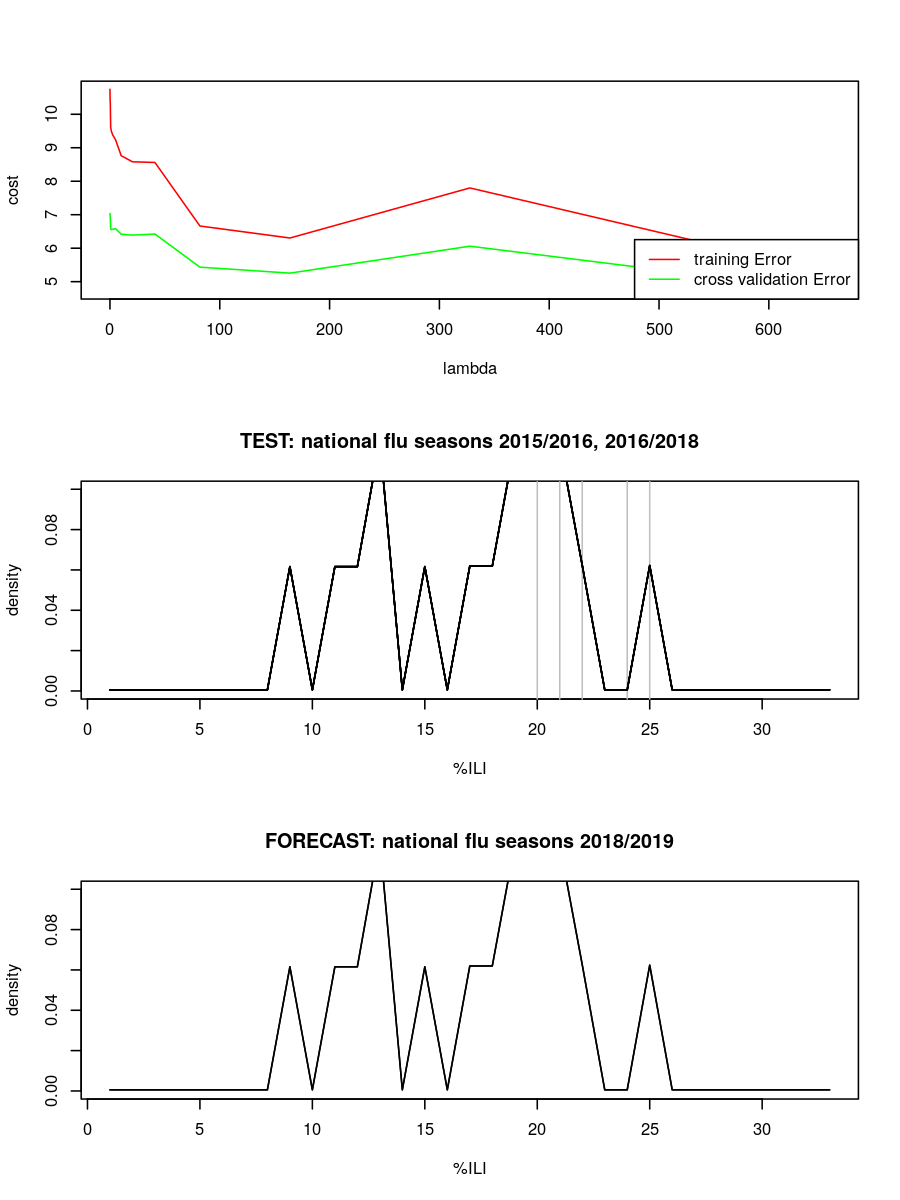 10
9
8
7
6
5
cost
training Error
cross validation Error
0 100 200 300 400 500 600
lambda
TEST: national flu seasons 2015/2016, 2016/2018
0.08
0.04
0.00
density
0 5 10 15 20 25 30
%ILI
FORECAST: national flu seasons 2018/2019
0.08
0.04
0.00
density
0 5 10 15 20 25 30
%ILI